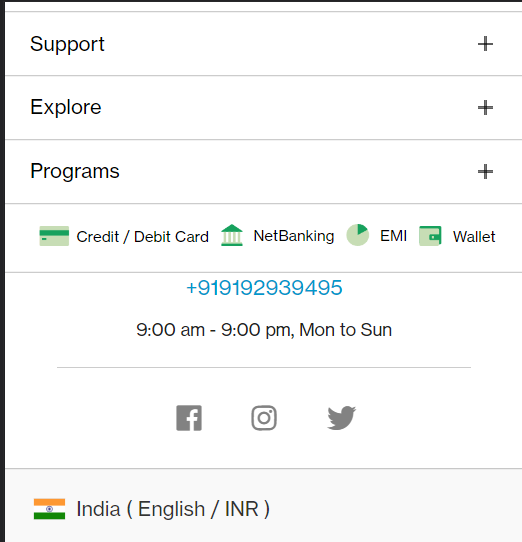 Support
Explore
Programs
Credit / Debit Card NetBanking EMI Wallet
+919192939495
9:00 am - 9:00 pm, Mon to Sun
India ( English / INR )